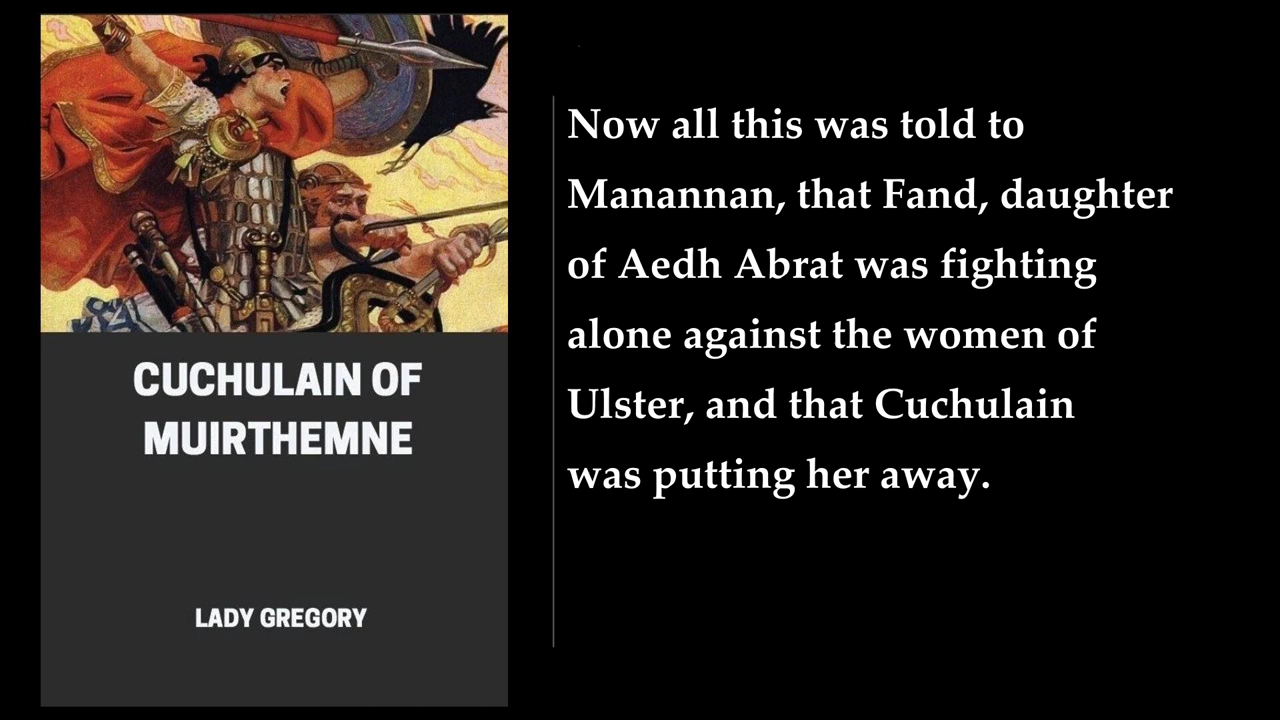 CUCHULAIN OF
MUIRTHEMNE
LADY GREGORY
Now all this was told to
Manannan, that Fand, daughter
of Aedh Abrat was fighting
alone against the women of
Ulster, and that Cuchulain
was putting her away.